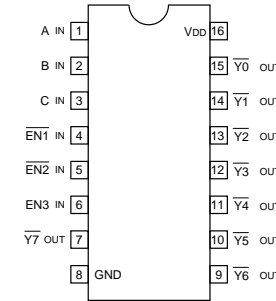 A IN 1 VDD 16
B IN 2 15 Y0 OUT
C IN 3 14 Y1 OUT
EN1 IN 4 13 Y2 OUT
EN2 IN 5 12 Y3 OUT
EN3 IN 6 11 Y4 OUT
Y7 OUT 7 10 Y5 OUT
8 GND 9 Y6 OUT